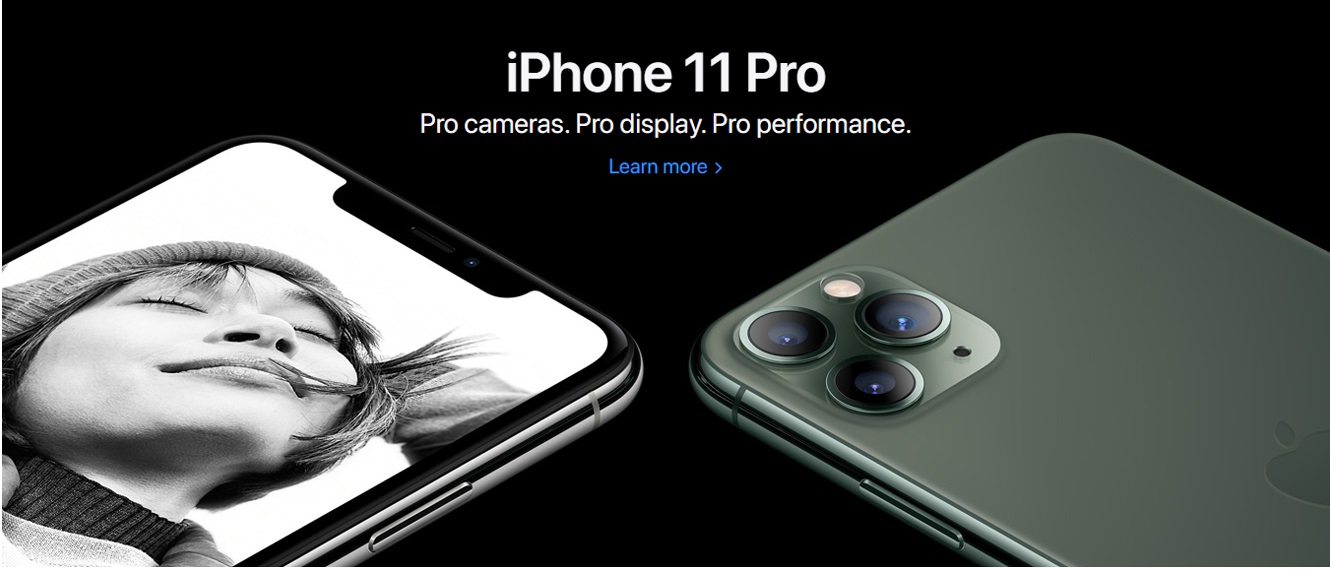 iPhone 11 Pro
Pro cameras. Pro display. Pro performance.
Learn more >